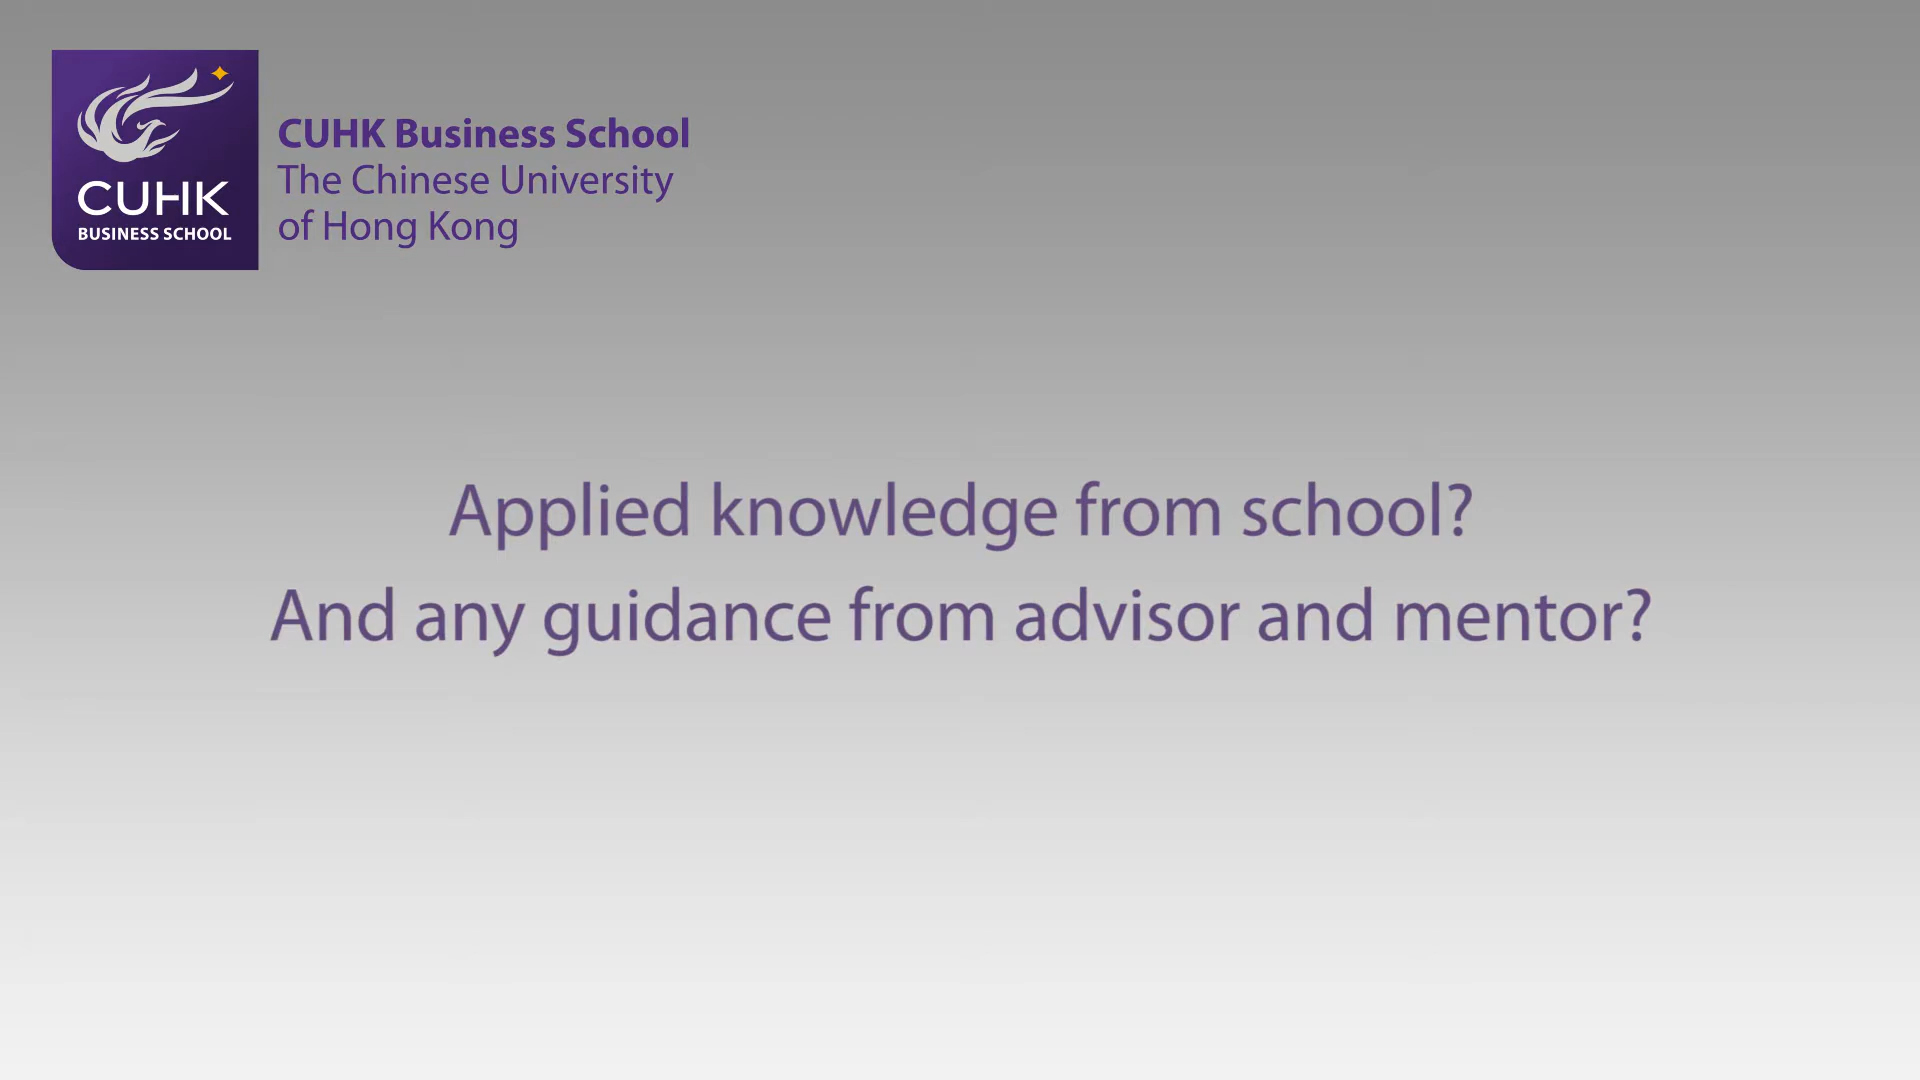 CUHK
BUSINESS SCHOOL
CUHK Business School
The Chinese University
of Hong Kong
Applied knowledge from school?
And any guidance from advisor and mentor?